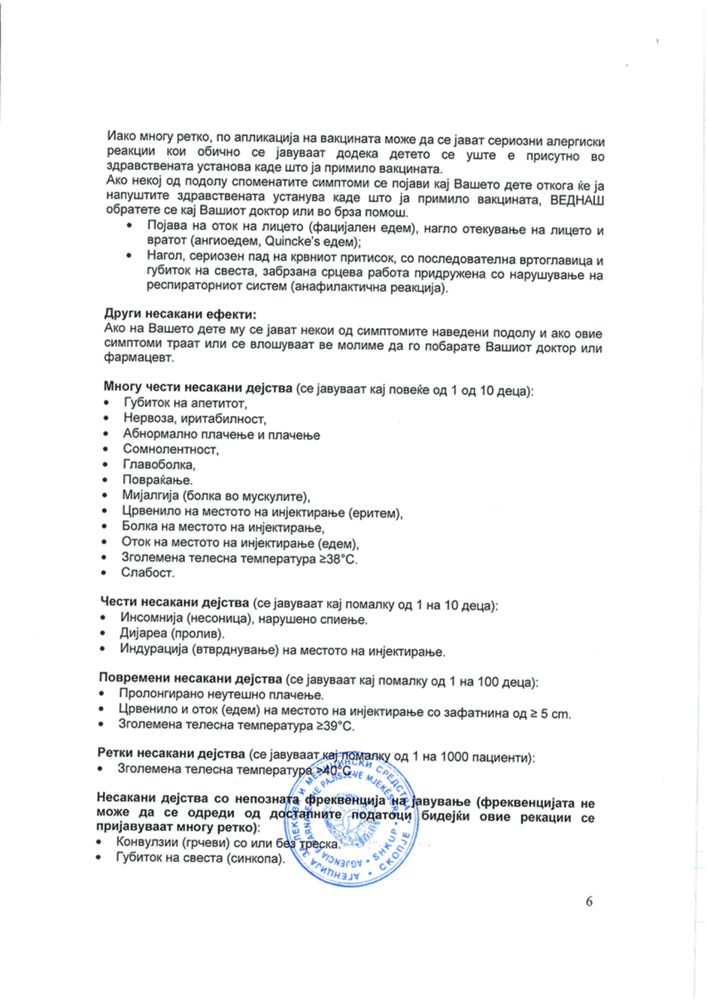 Иако многу ретко, по апликација на вакцината може да се јават сериозни алергиски
реакции кои обично се јавуваат додека детето се уште е присутно во
здравствената установа каде што ја примило вакцината.
Ако некој од подолу споменатите симптоми се појави кај Вашето дете откога ќе ја
напуштите здравствената устанува каде што ја примило вакцината, ВЕДНАШ
обратете се кај Вашиот доктор или во брза помош.
• Појава на оток на лицето (фацијален едем), нагло отекување на лицето и
вратот (ангиоедем, Quincke's едем);
• Нагол, сериозен пад на крвниот притисок, со последователна вртоглавица и
губиток на свеста, забрзана срцева работа придружена со нарушување на
респираторниот систем (анафилактична реакција).
Други несакани ефекти:
Ако на Вашето дете му се јават некои од симптомите наведени подолу и ако овие
симптоми траат или се влошуваат ве молиме да го побарате Вашиот доктор или
фармацевт.
Многу чести несакани дејства (се јавуваат кај повеќе од 1 од 10 деца):
• Губиток на апетитот,
• Нервоза, иритабилност,
• Абнормално плачење и плачење
• Сомнолентност,
• Главоболка,
• Повраќање.
• Мијалгија (болка во мускулите),
• Црвенило на местото на инјектирање (еритем),
• Болка на местото на инјектирање,
• Оток на местото на инјектирање (едем),
• Зголемена телесна температура ≥38°C.
• Слабост.
Чести несакани дејства (се јавуваат кај помалку од 1 на 10 деца):
• Инсомнија (несоница), нарушено спиење.
• Дијареа (пролив).
• Индурација (втврднување) на местото на инјектирање.
Повремени несакани дејства (се јавуваат кај помалку од 1 на 100 деца):
• Пролонгирано неутешно плачење.
• Црвенило и оток (едем) на местото на инјектирање со зафатнина од ≥ 5 cm.
• Зголемена телесна температура ≥39°C.
Ретки несакани дејства (се јавуваат кај помалку од 1 на 1000 пациенти):
• Зголемена телесна температура >40°C.
Несакани дејства со непозната фреквенција на јавување (фреквенцијата не
може да се одреди од достапните податоци бидејќи овие рекации се
пријавуваат многу ретко):
• Конвулзии (грчеви) со или без треска.
• Губиток на свеста (синкопа).
АГЕНЦИЈА ЗА ЛЕКОВИ И МЕДИЦИНСКИ СРЕДСТВА • СКОПЈЕ •
PAJISJEVE MJEKËSORE • SHKUP • AGJENCIA
6